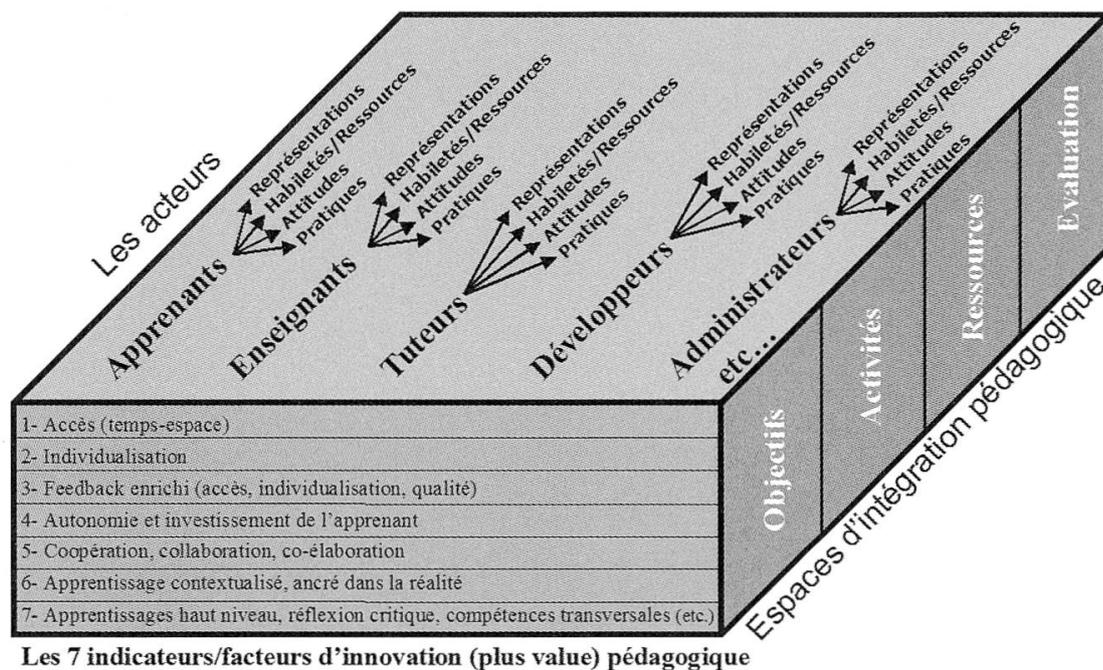 Les acteurs
Apprenants
Représentations
Habiletés/Ressources
Attitudes
Pratiques
Enseignants
Représentations
Habiletés/Ressources
Attitudes
Pratiques
Tuteurs
Représentations
Habiletés/Ressources
Attitudes
Pratiques
Développeurs
Représentations
Habiletés/Ressources
Attitudes
Pratiques
Administrateurs
Représentations
Habiletés/Ressources
Attitudes
Pratiques
etc...
Objectifs
Activités
Ressources
Evaluation
Espaces d'intégration pédagogique
1- Accès (temps-espace)
2- Individualisation
3- Feedback enrichi (accès, individualisation, qualité)
4- Autonomie et investissement de l'apprenant
5- Coopération, collaboration, co-élaboration
6- Apprentissage contextualisé, ancré dans la réalité
7- Apprentissages haut niveau, réflexion critique, compétences transversales (etc.)
Les 7 indicateurs/facteurs d'innovation (plus value) pédagogique